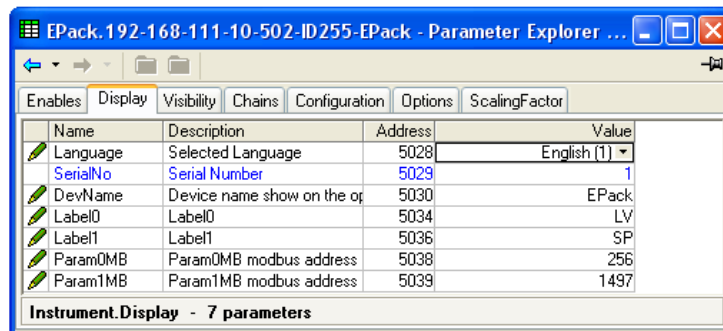 EPack.192-168-111-10-502-ID255-EPack - Parameter Explorer ...
Enables Display Visibility Chains Configuration Options ScalingFactor
Name Description Address Value
Language Selected Language 5028 English (1)
SerialNo Serial Number 5029 1
DevName Device name show on the op 5030 EPack
Label0 Label0 5034 LV
Label1 Label1 5036 SP
Param0MB Param0MB modbus address 5038 256
Param1MB Param1MB modbus address 5039 1497
Instrument.Display - 7 parameters